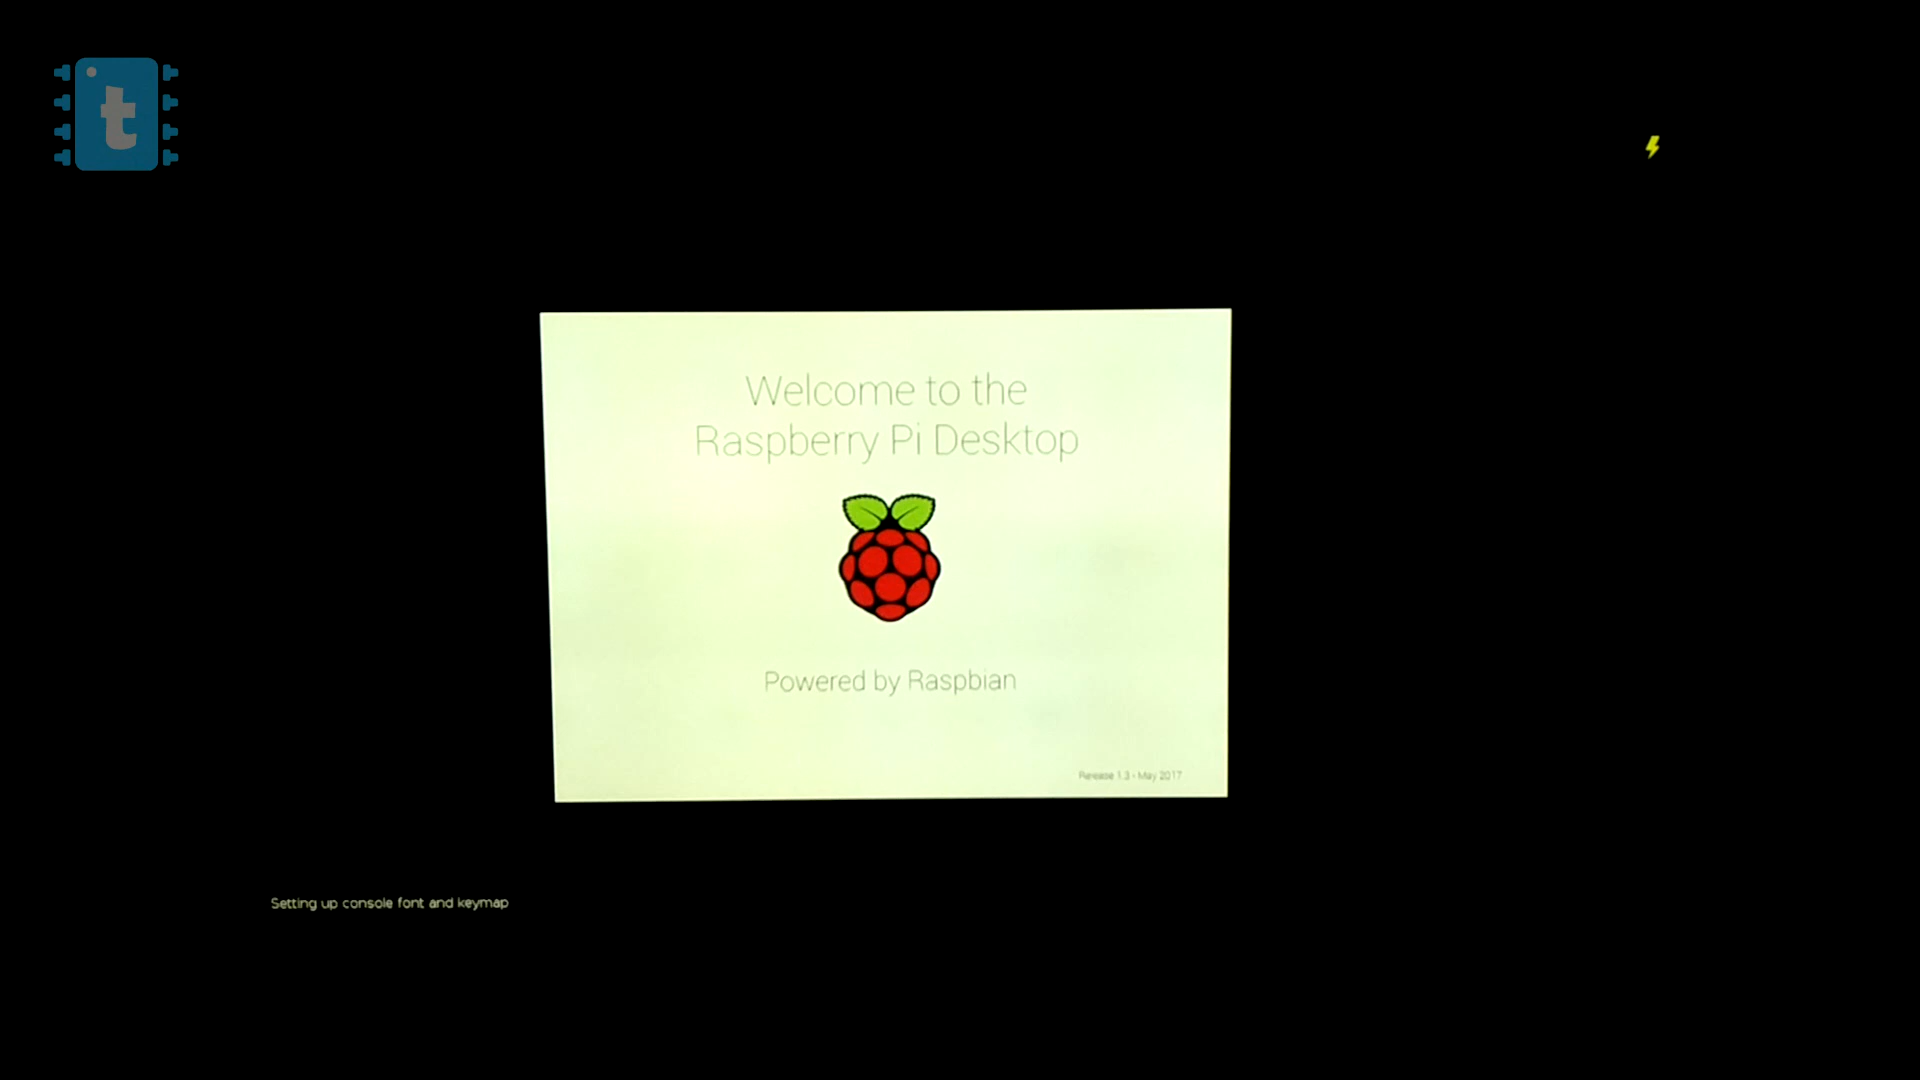 t
Welcome to the
Raspberry Pi Desktop
Powered by Raspbian
Release 1.3 - May 2017
Setting up console font and keymap